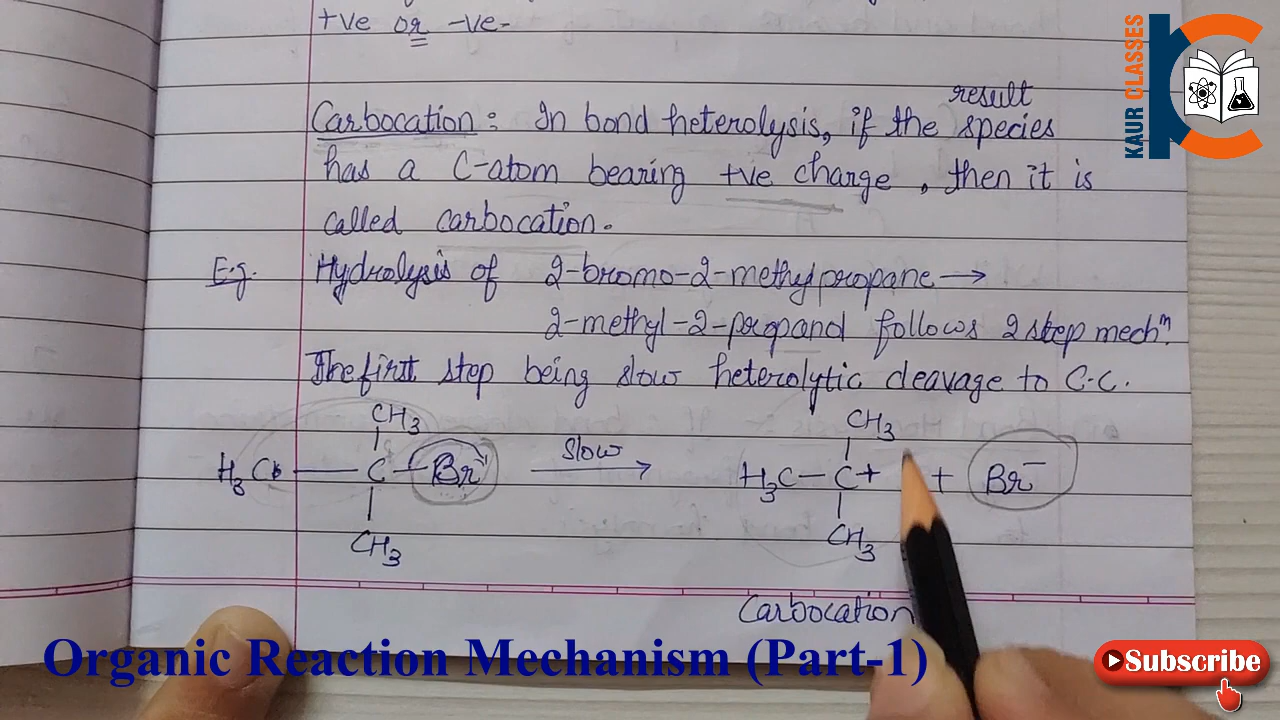 +ve or -ve-
KAUR CLASSES
result
Carbocation: In bond heterolysis, if the species
has a C-atom bearing +ve charge, then it is
called carbocation.
E.g. Hydrolysis of 2-bromo-2-methylpropane →
2-methyl-2-propanol follows 2 step mechⁿ.
The first step being slow heterolytic cleavage to C.C.
CH3 CH3
H3C — C — Br slow → H3C — C+ + Br⁻
CH3 CH3
Carbocation
Organic Reaction Mechanism (Part-1)
Subscribe